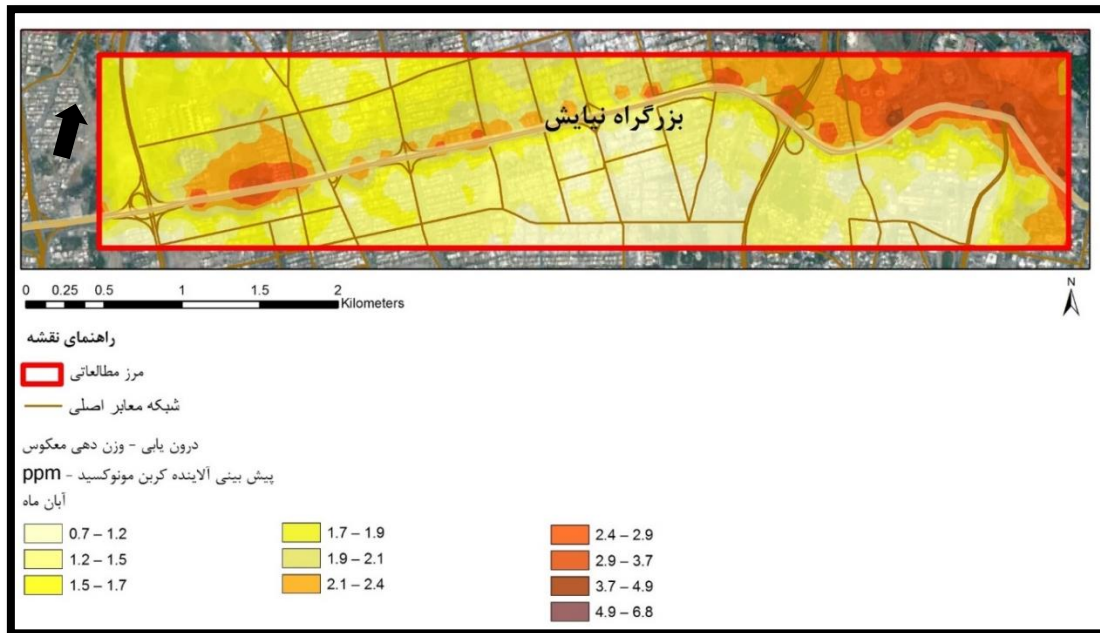 بزرگراه نیایش
0 0.25 0.5 1 1.5 2
Kilometers
N
راهنمای نقشه
مرز مطالعاتی
شبکه معابر اصلی
درون یابی - وزن دهی معکوس
پیش بینی آلاینده کربن مونوکسید - ppm
آبان ماه
0.7 – 1.2
1.2 – 1.5
1.5 – 1.7
1.7 – 1.9
1.9 – 2.1
2.1 – 2.4
2.4 – 2.9
2.9 – 3.7
3.7 – 4.9
4.9 – 6.8